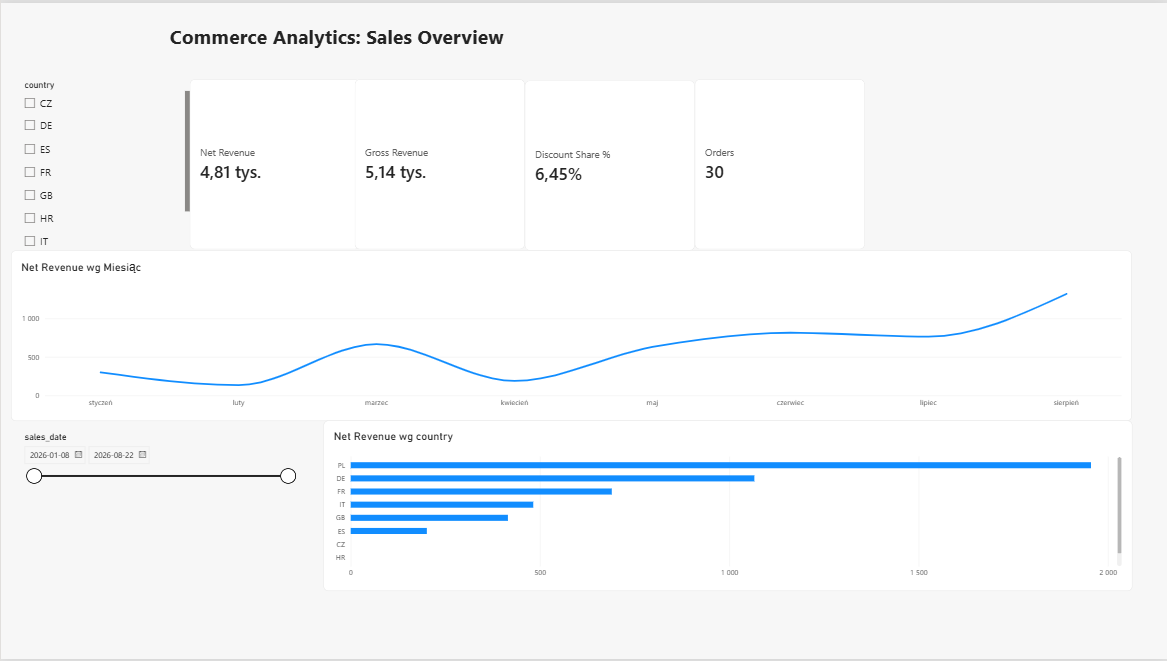 Commerce Analytics: Sales Overview
country
CZ
DE
ES
FR
GB
HR
IT
Net Revenue
4,81 tys.
Gross Revenue
5,14 tys.
Discount Share %
6,45%
Orders
30
Net Revenue wg Miesiąc
1 000
500
0
styczeń luty marzec kwiecień maj czerwiec lipiec sierpień
sales_date
2026-01-08 2026-08-22
Net Revenue wg country
PL
DE
FR
IT
GB
ES
CZ
HR
0 500 1 000 1 500 2 000